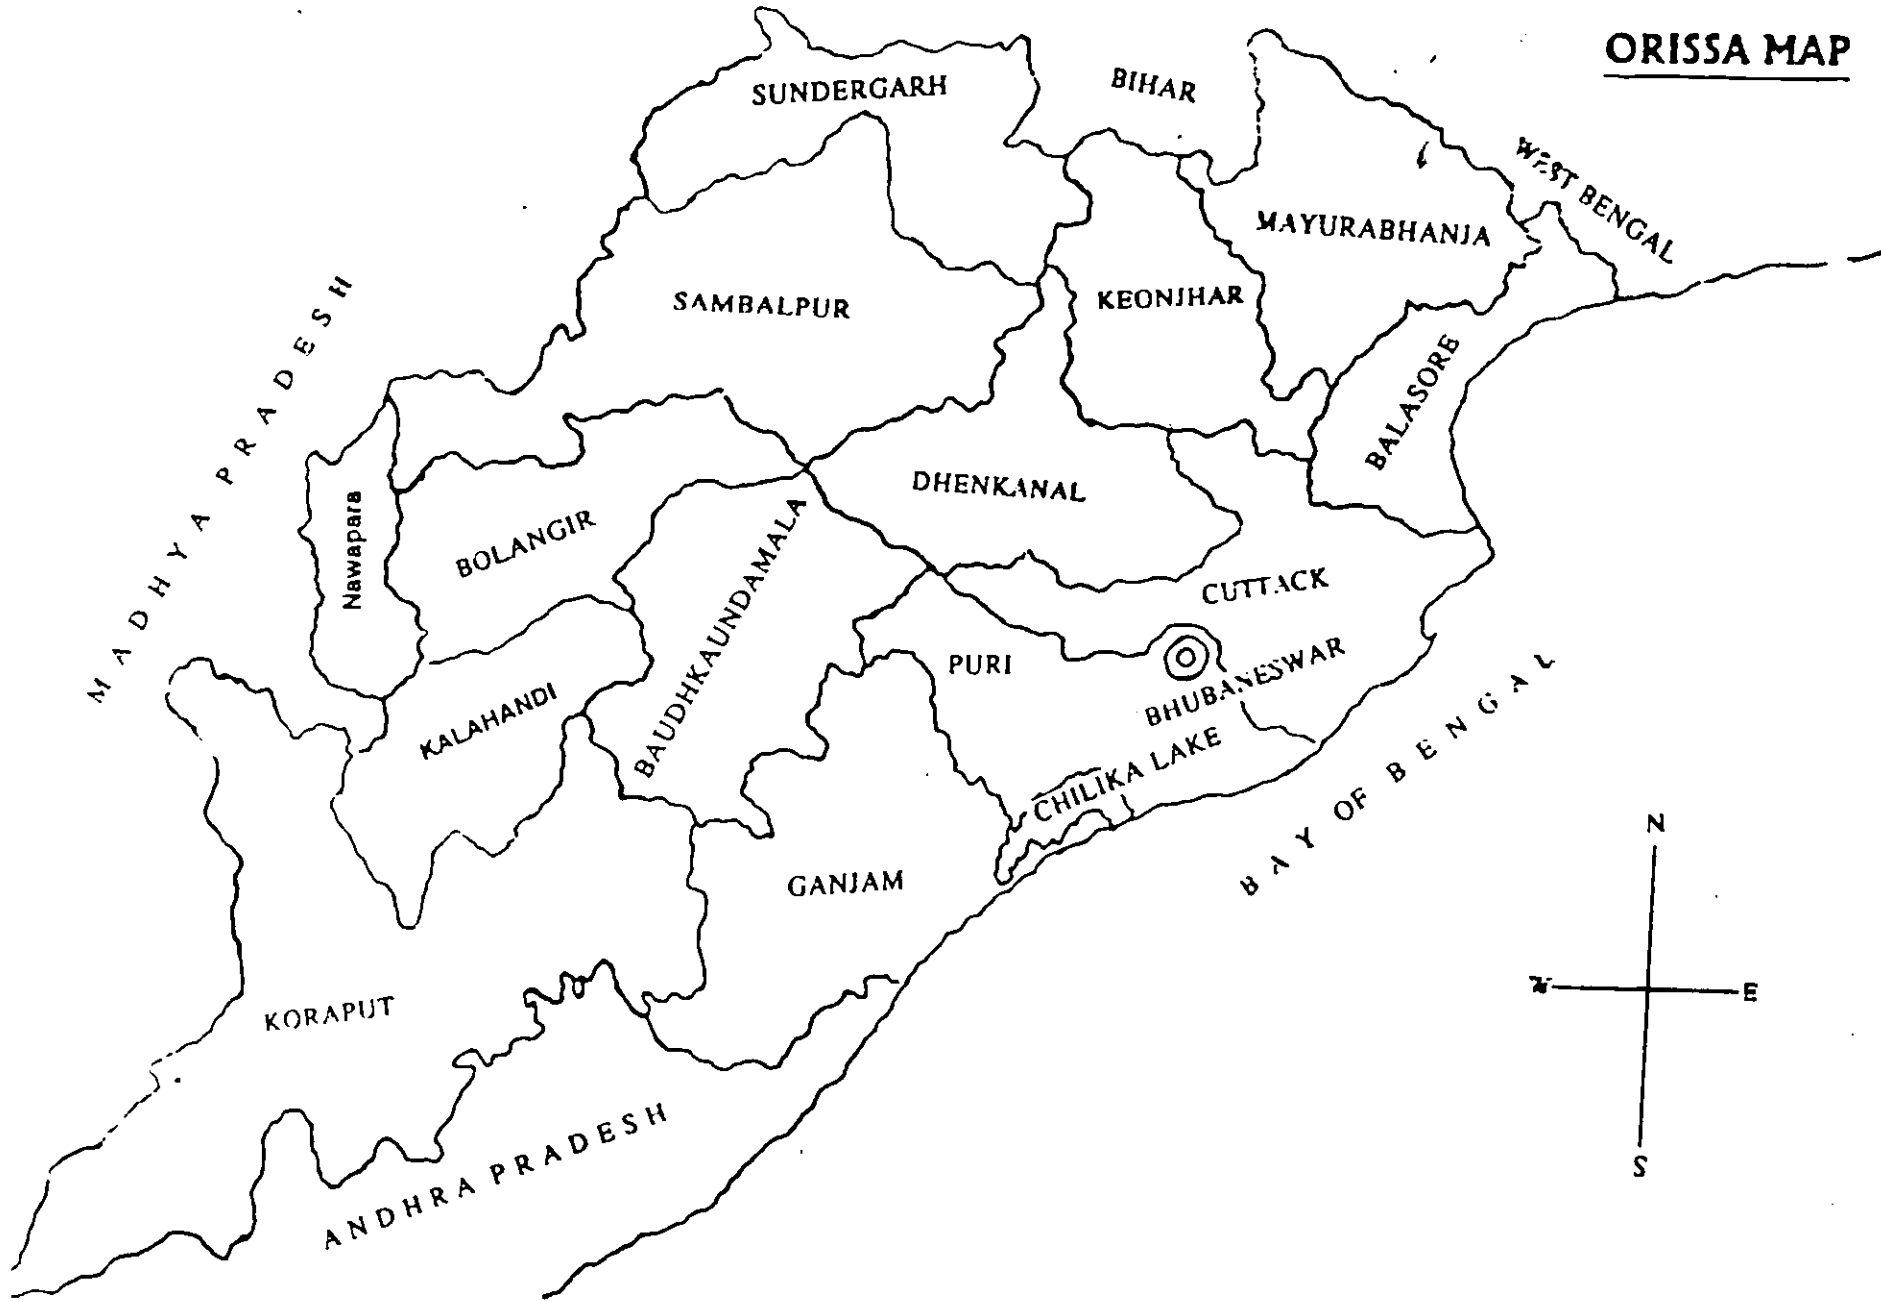 ORISSA MAP
SUNDERGARH
BIHAR
WEST BENGAL
MAYURABHANJA
SAMBALPUR
KEONJHAR
MADHYA PRADESH
BALASORE
DHENKANAL
Nawapara
BOLANGIR
BAUDHKAUNDAMALA
CUTTACK
PURI
BHUBANESWAR
KALAHANDI
CHILIKA LAKE
BAY OF BENGAL
GANJAM
KORAPUT
ANDHRA PRADESH
N
W
E
S